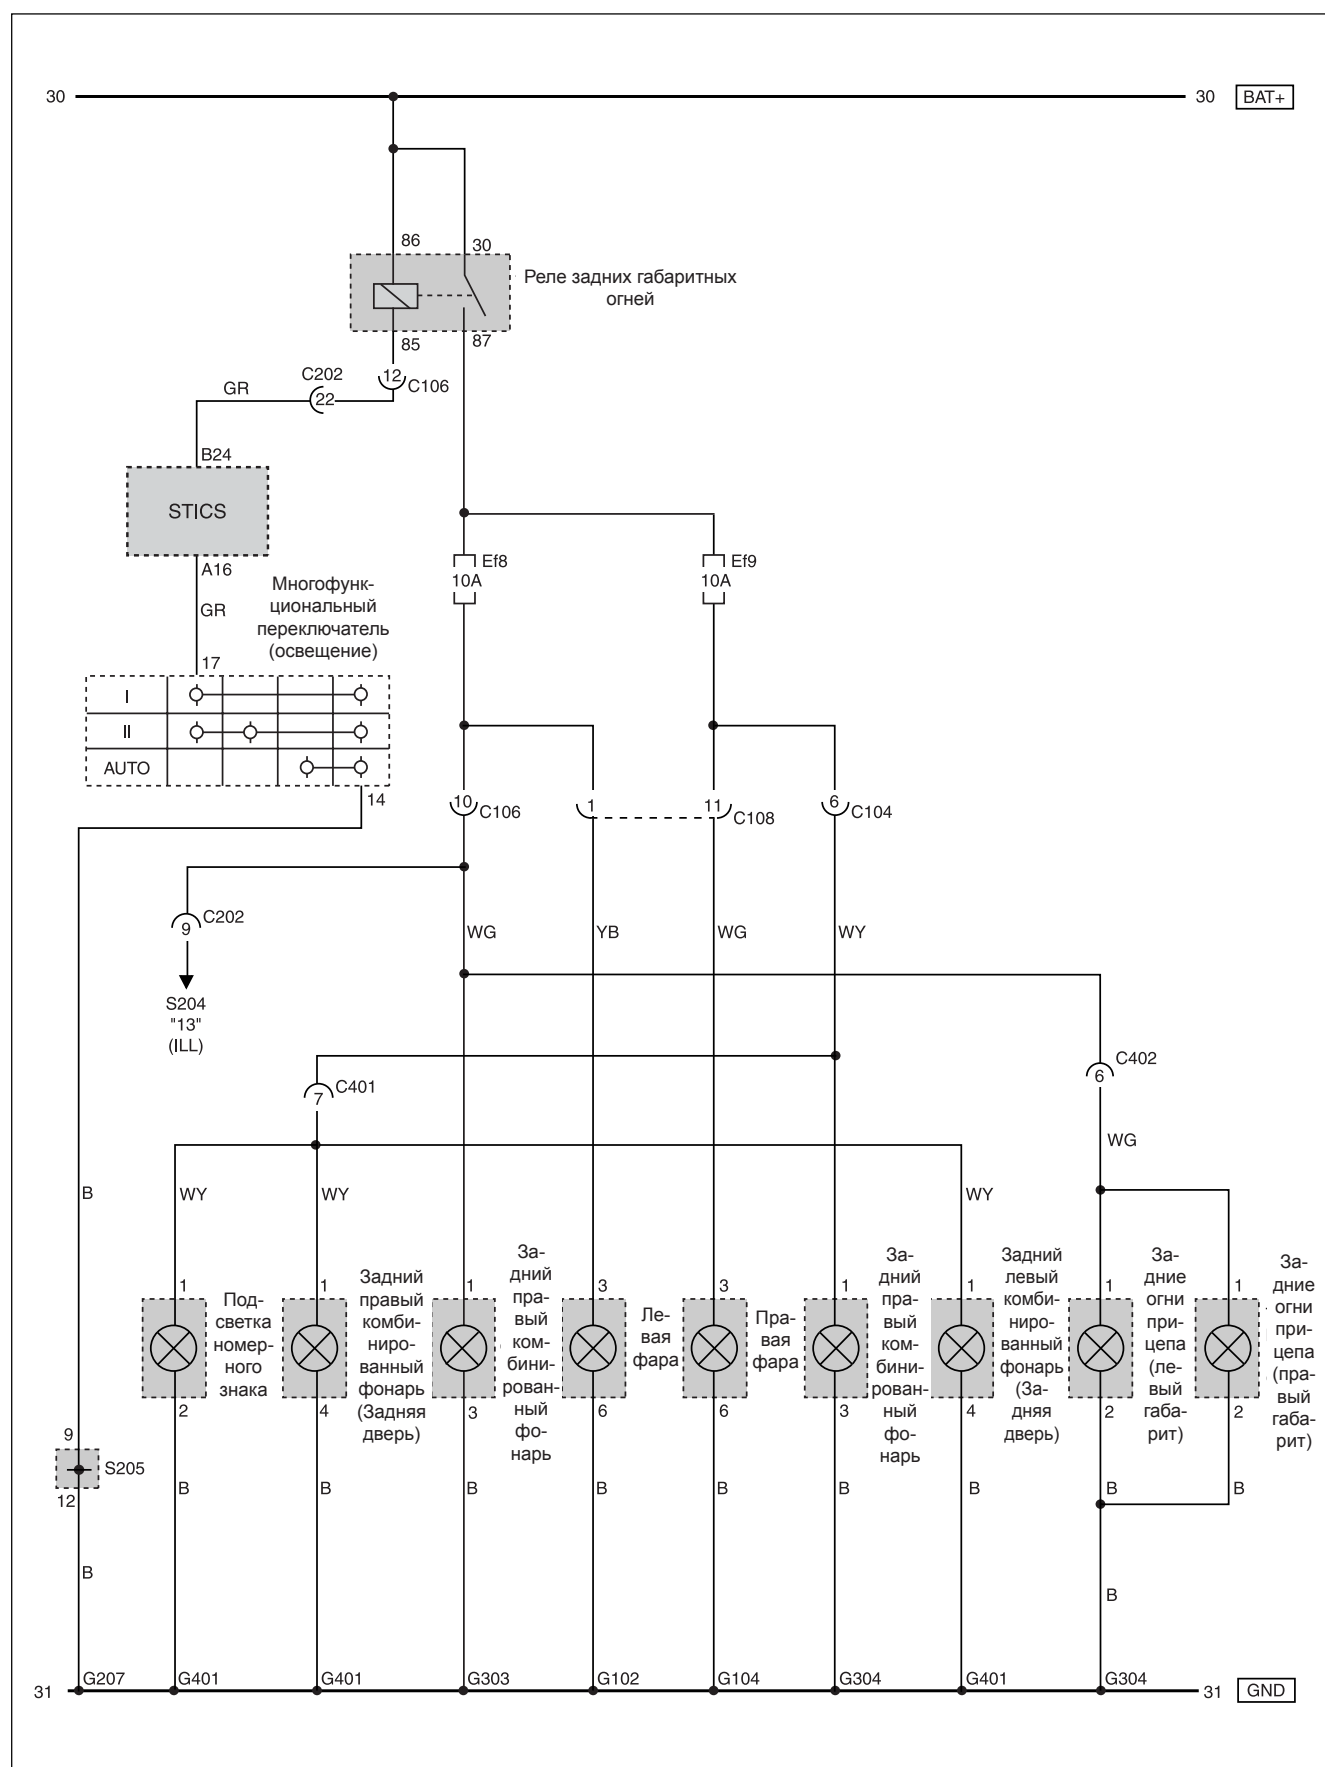 30
30 BAT+
86
30
Реле задних габаритных
огней
85
87
C202
12
C106
GR
22
B24
STICS
A16
GR
Многофунк-
циональный
переключатель
(освещение)
17
I
II
AUTO
14
Ef8
10A
Ef9
10A
10
C106
1
11
C108
6
C104
C202
9
S204
"13"
(ILL)
WG
YB
WG
WY
C401
7
C402
6
WG
B
WY
WY
WY
1
Под-
светка
номер-
ного
знака
2
1
Задний
правый
комби-
ниро-
ванный
фонарь
(Задняя
дверь)
4
1
За-
дний
пра-
вый
ком-
бини-
рован-
ный
фо-
нарь
3
3
Ле-
вая
фара
6
3
Пра-
вая
фара
6
1
За-
дний
пра-
вый
ком-
бини-
рован-
ный
фо-
нарь
3
1
Задний
левый
комби-
ниро-
ванный
фонарь
(За-
дняя
дверь)
4
1
За-
дние
огни
при-
цепа
(ле-
вый
габа-
рит)
2
1
За-
дние
огни
при-
цепа
(пра-
вый
габа-
рит)
2
9
S205
12
B
B
B
B
B
B
B
B
B
B
B
31
G207
G401
G401
G303
G102
G104
G304
G401
G304
31 GND